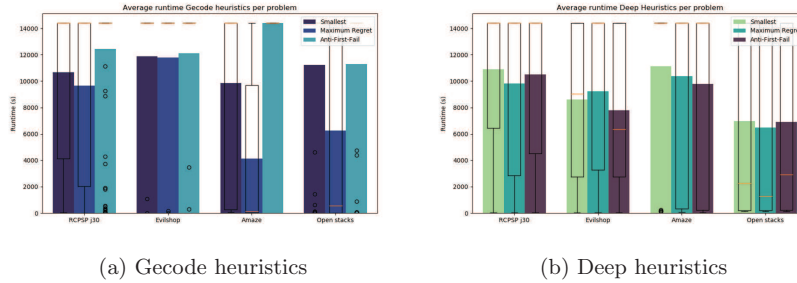 Average runtime Gecode heuristics per problem
Smallest
Maximum Regret
Anti-First-Fail
14000
12000
10000
8000
6000
4000
2000
0
Runtime (s)
RCPSP j30 Evilshop Amaze Open stacks
(a) Gecode heuristics
Average runtime Deep Heuristics per problem
Smallest
Maximum Regret
Anti-First-Fail
14000
12000
10000
8000
6000
4000
2000
0
Runtime (s)
RCPSP j30 Evilshop Amaze Open stacks
(b) Deep heuristics